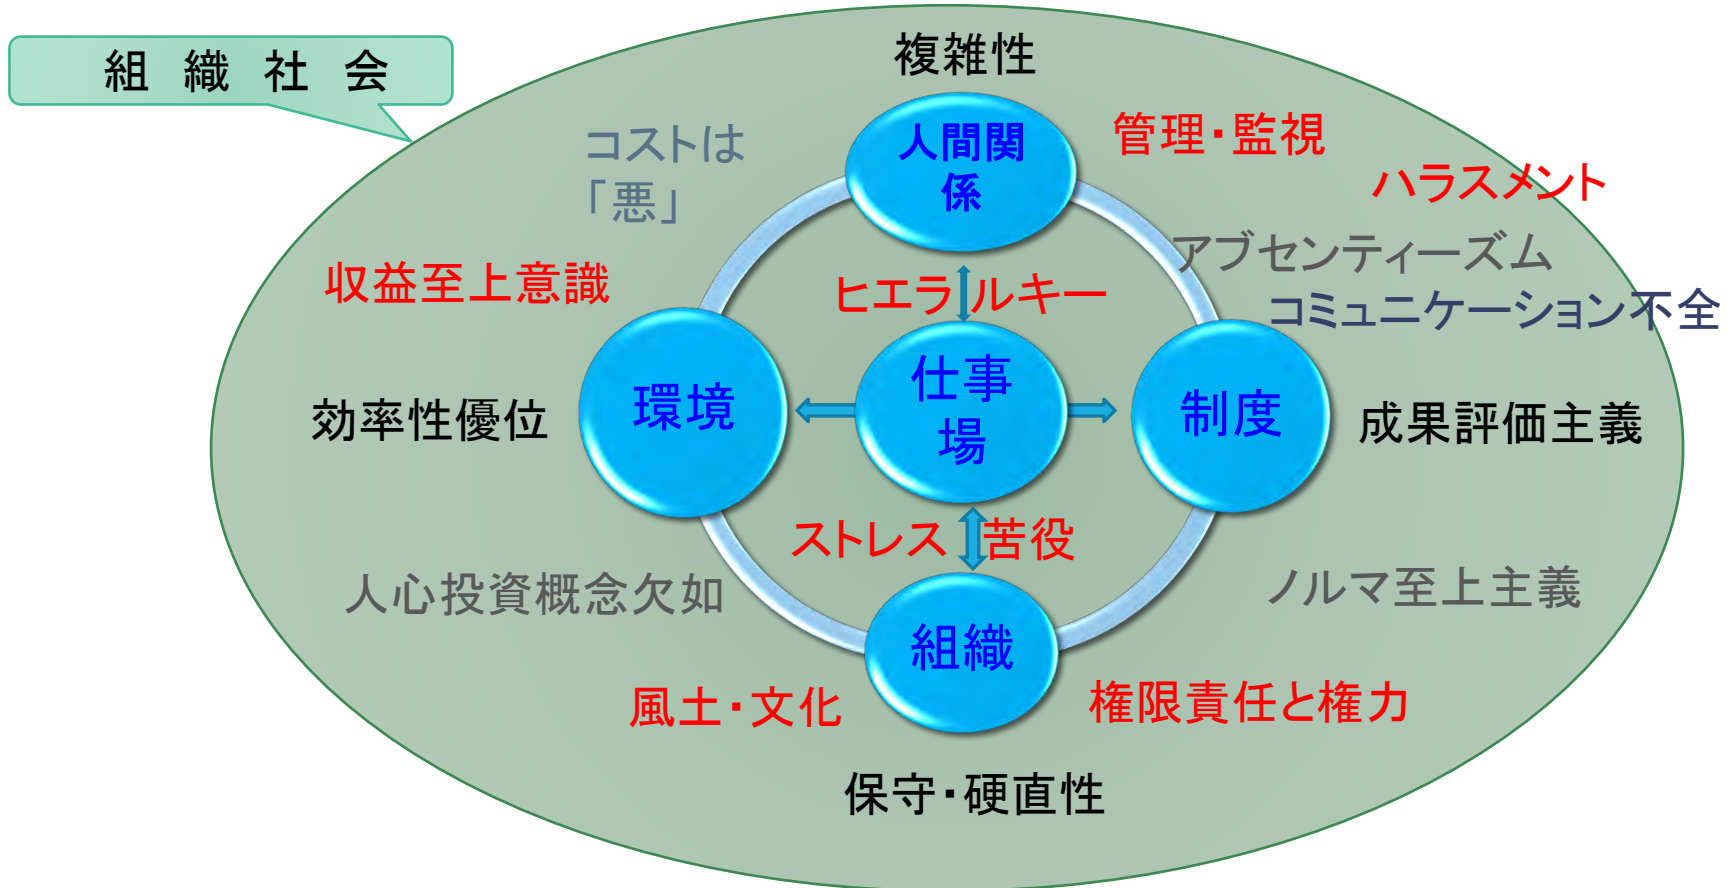 組 織 社 会
複雑性
人間関
係
管理・監視
コストは
「悪」
ハラスメント
アブセンティーズム
収益至上意識
ヒエラルキー
コミュニケーション不全
環境
仕事
場
制度
効率性優位
成果評価主義
ストレス 苦役
人心投資概念欠如
ノルマ至上主義
組織
風土・文化
権限責任と権力
保守・硬直性